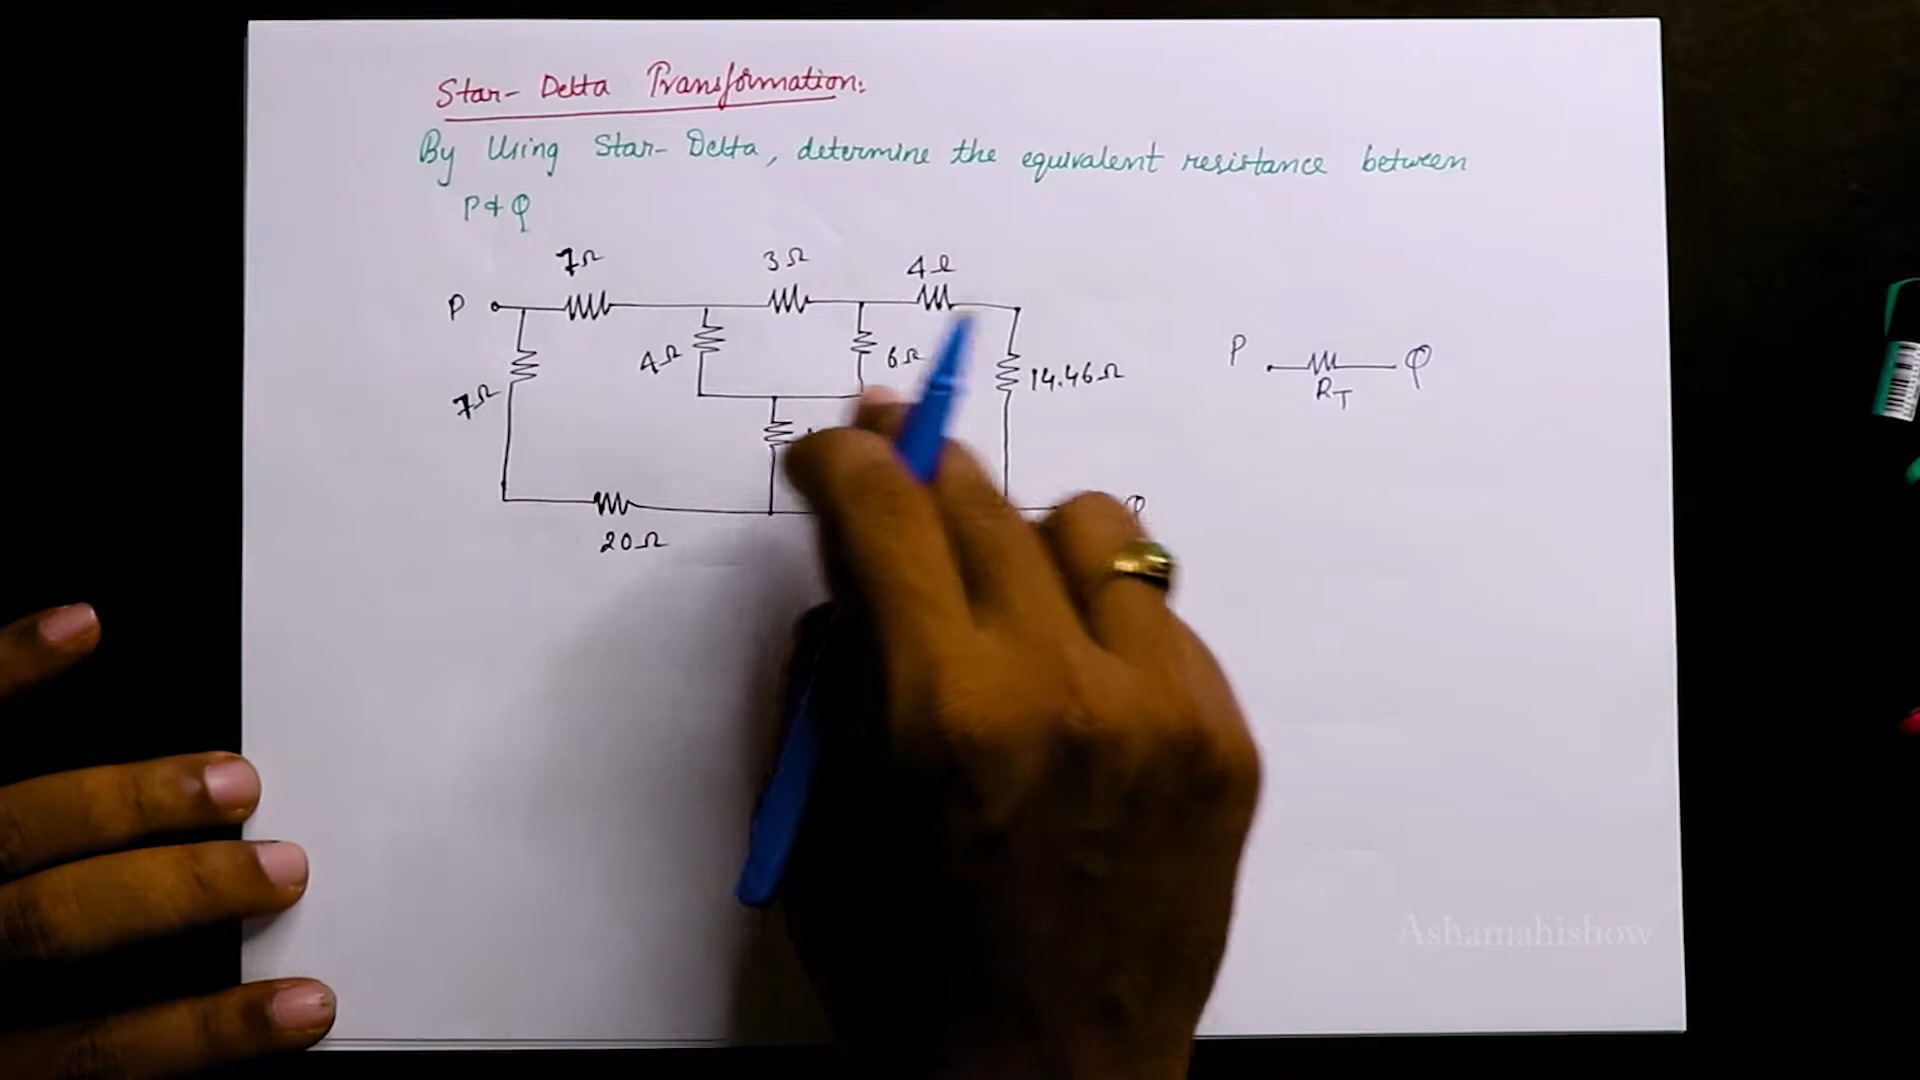 Star-Delta Transformation:
By Using Star-Delta, determine the equivalent resistance between
P & Q
7Ω 3Ω 4Ω
P
4Ω 6Ω 14.46Ω
7Ω
20Ω
Q
P Q
R_T
Ashamahishow